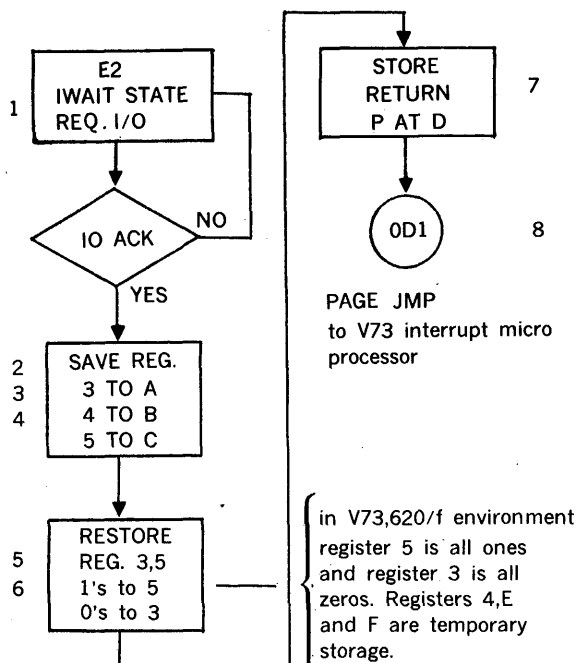 1
E2
IWAIT STATE
REQ. I/O
IO ACK
NO
YES
2
3
4
SAVE REG.
3 TO A
4 TO B
5 TO C
5
6
RESTORE
REG. 3,5
1's to 5
0's to 3
STORE
RETURN
P AT D
7
0D1
8
PAGE JMP
to V73 interrupt micro
processor
in V73,620/f environment
register 5 is all ones
and register 3 is all
zeros. Registers 4,E
and F are temporary
storage.